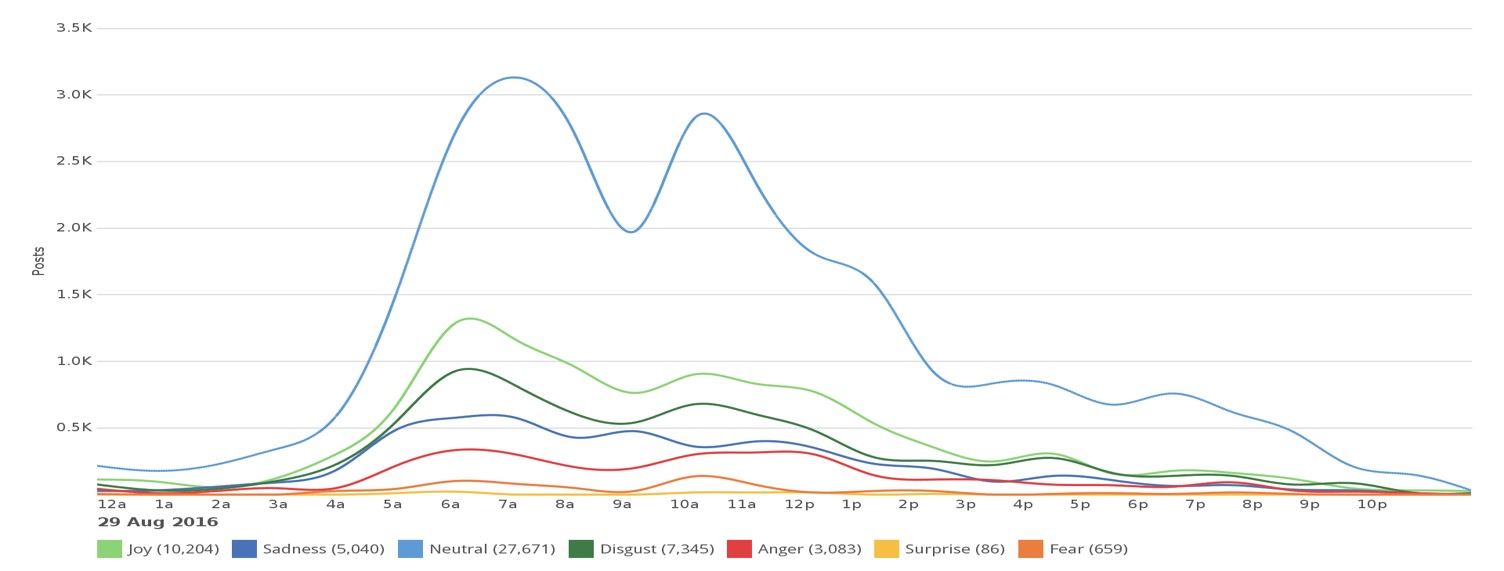 3.5K
3.0K
2.5K
2.0K
1.5K
1.0K
0.5K
Posts
12a 1a 2a 3a 4a 5a 6a 7a 8a 9a 10a 11a 12p 1p 2p 3p 4p 5p 6p 7p 8p 9p 10p
29 Aug 2016
Joy (10,204) Sadness (5,040) Neutral (27,671) Disgust (7,345) Anger (3,083) Surprise (86) Fear (659)